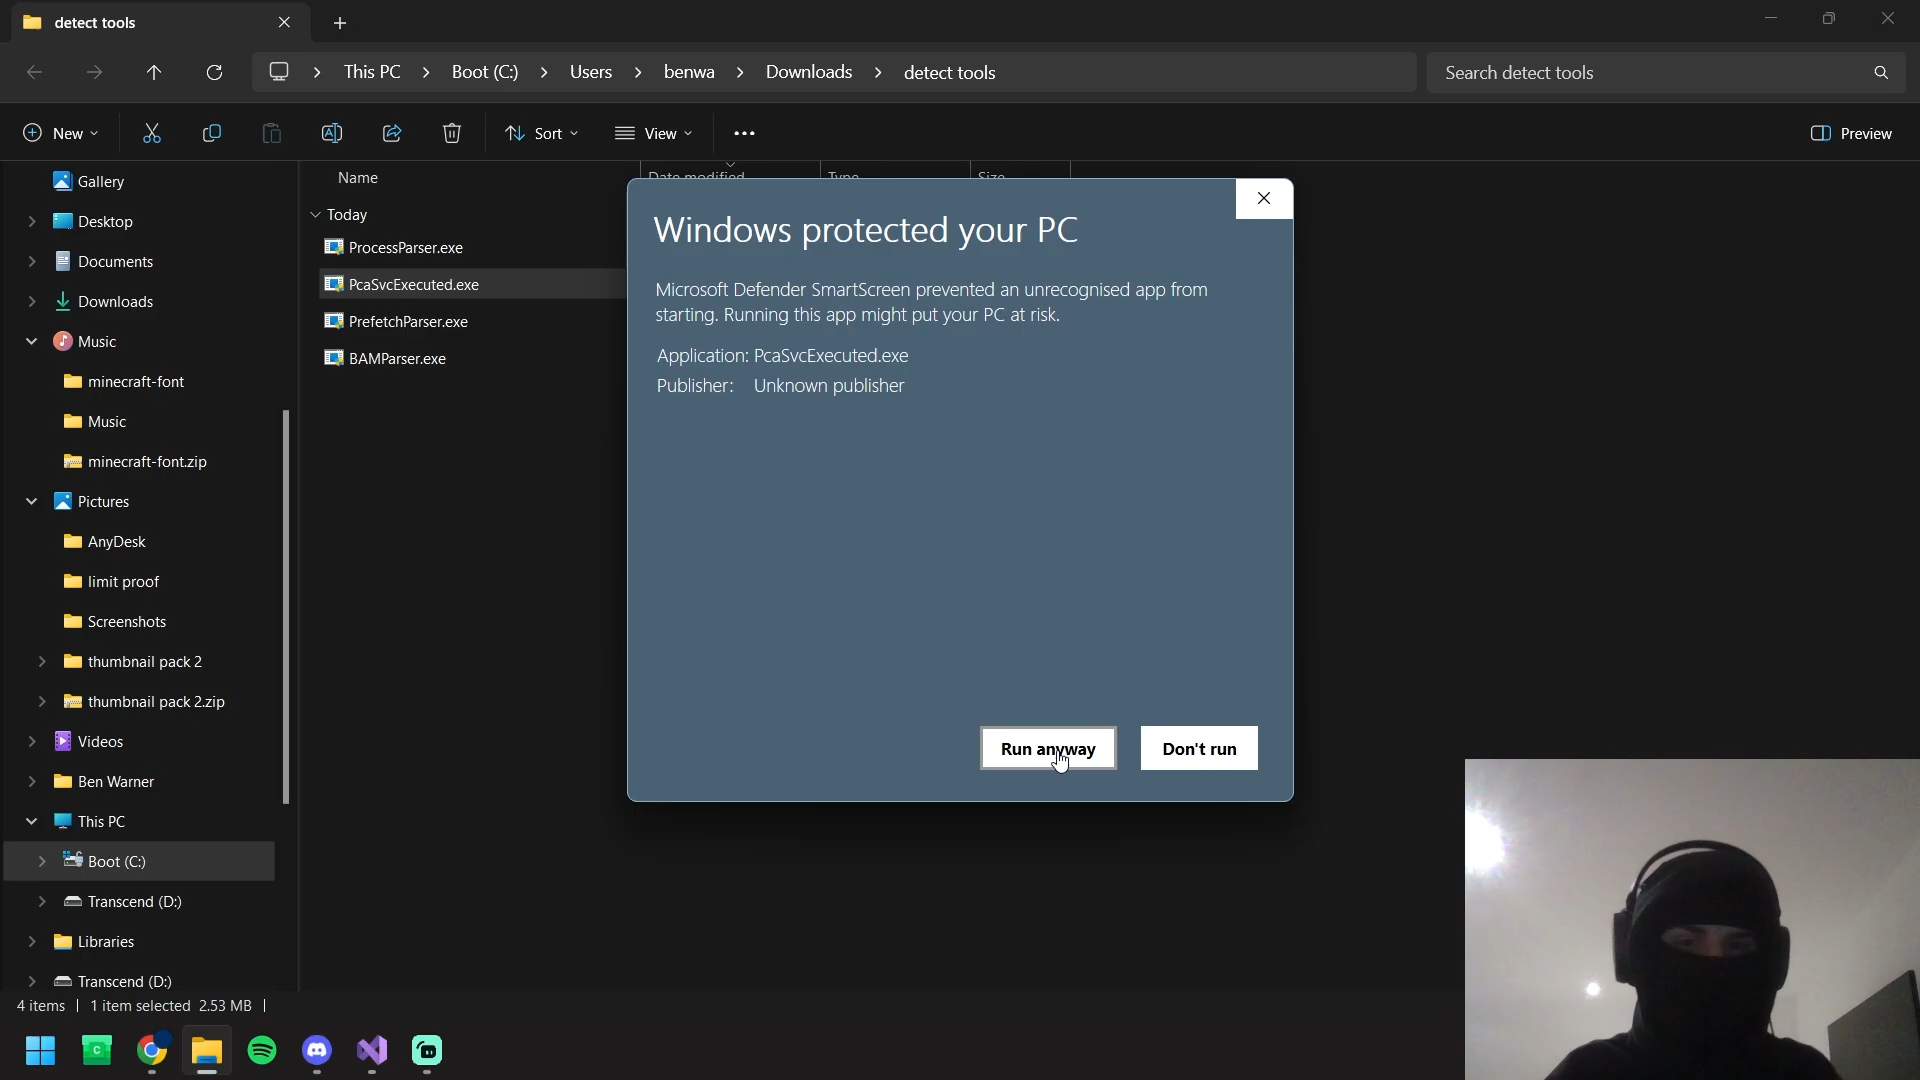 detect tools
This PC
Boot (C:)
Users
benwa
Downloads
detect tools
Search detect tools
New
Sort
View
Preview
Gallery
Desktop
Documents
Downloads
Music
minecraft-font
Music
minecraft-font.zip
Pictures
AnyDesk
limit proof
Screenshots
thumbnail pack 2
thumbnail pack 2.zip
Videos
Ben Warner
This PC
Boot (C:)
Transcend (D:)
Libraries
Transcend (D:)
Name
Date modified
Type
Size
Today
ProcessParser.exe
PcaSvcExecuted.exe
PrefetchParser.exe
BAMParser.exe
Windows protected your PC
Microsoft Defender SmartScreen prevented an unrecognised app from
starting. Running this app might put your PC at risk.
Application: PcaSvcExecuted.exe
Publisher: Unknown publisher
Run anyway
Don't run
4 items
1 item selected 2.53 MB
C